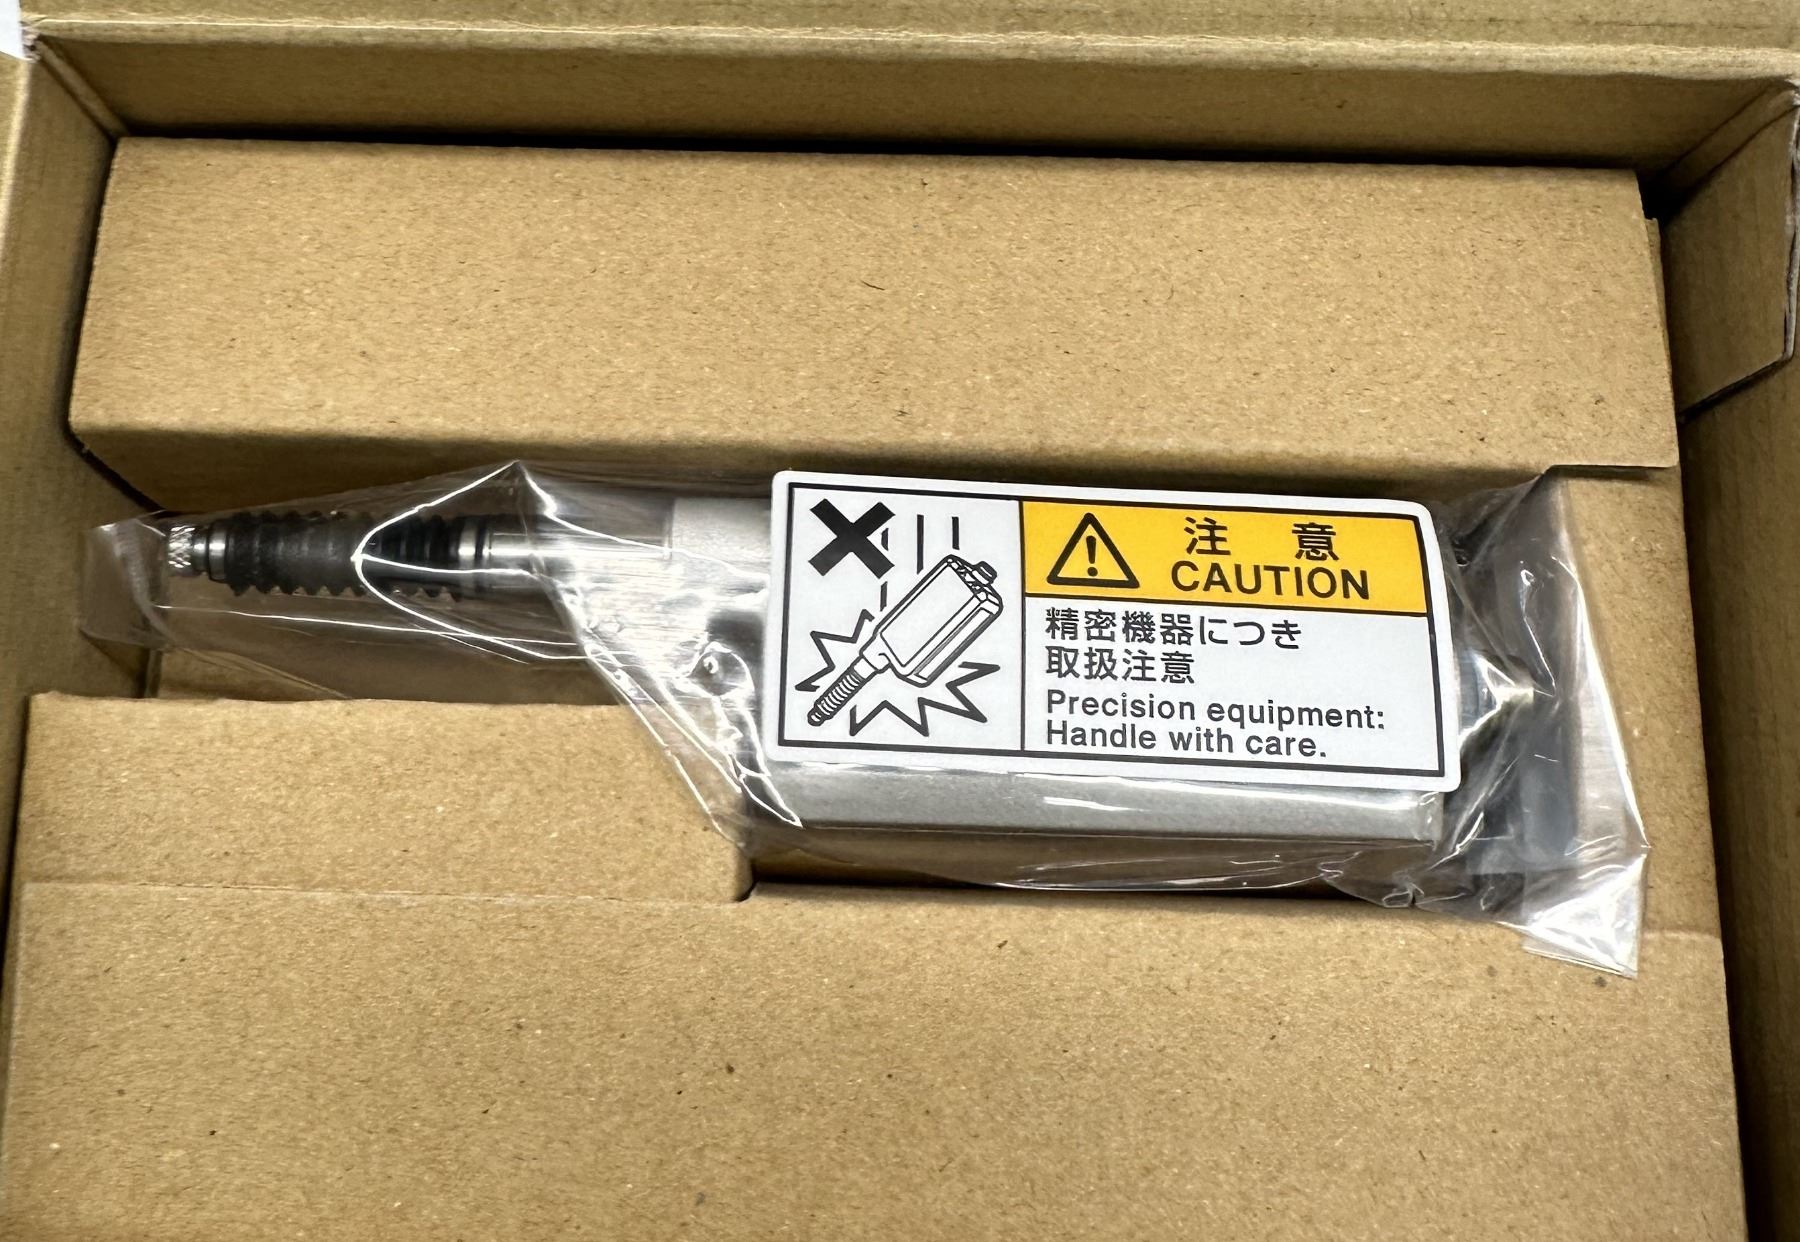 注 意
CAUTION
精密機器につき
取扱注意
Precision equipment:
Handle with care.